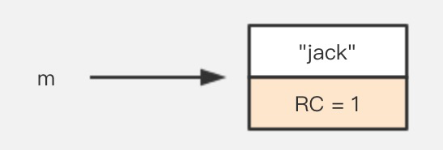 "jack"
m
RC = 1